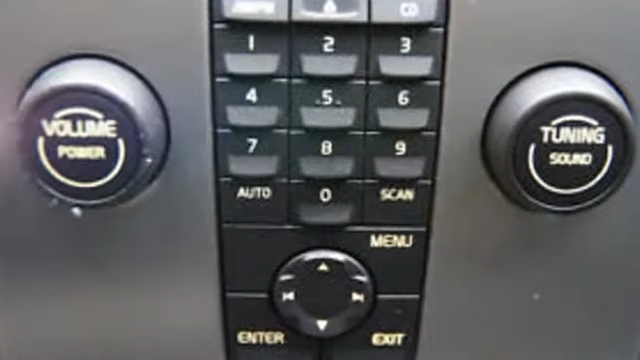 CD
1 2 3
4 5 6
7 8 9
AUTO 0 SCAN
MENU
ENTER EXIT
VOLUME
POWER
TUNING
SOUND